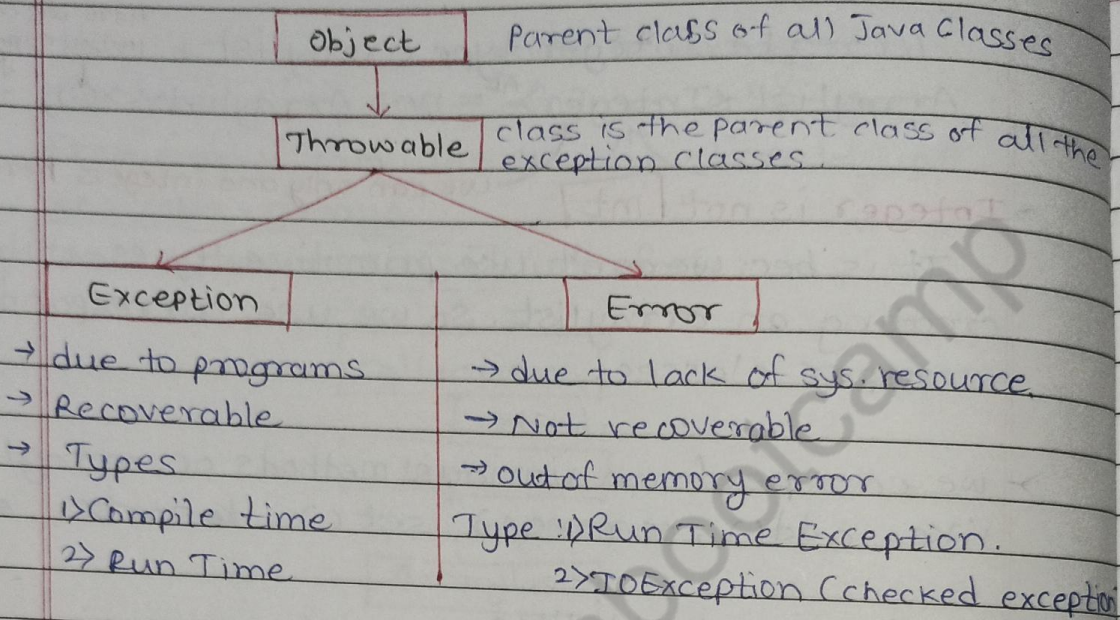 Object
Parent class of all Java Classes
Throwable
class is the parent class of all the
exception classes.
Exception
→ due to programs
→ Recoverable
→ Types
1> Compile time
2> Run Time
Error
→ due to lack of sys. resource.
→ Not recoverable
→ out of memory error
Type : 1) Run Time Exception.
2> IOException (checked exception